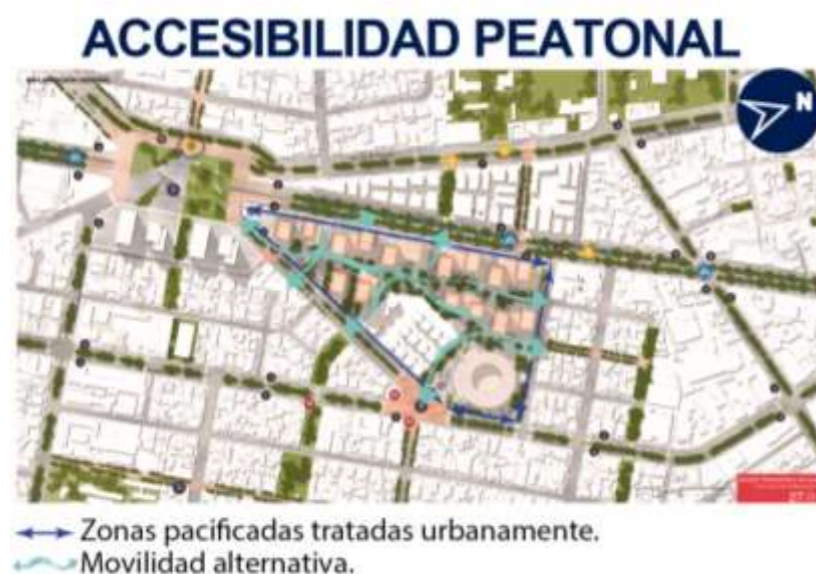 ACCESIBILIDAD PEATONAL
N
Zonas pacificadas tratadas urbanamente.
Movilidad alternativa.